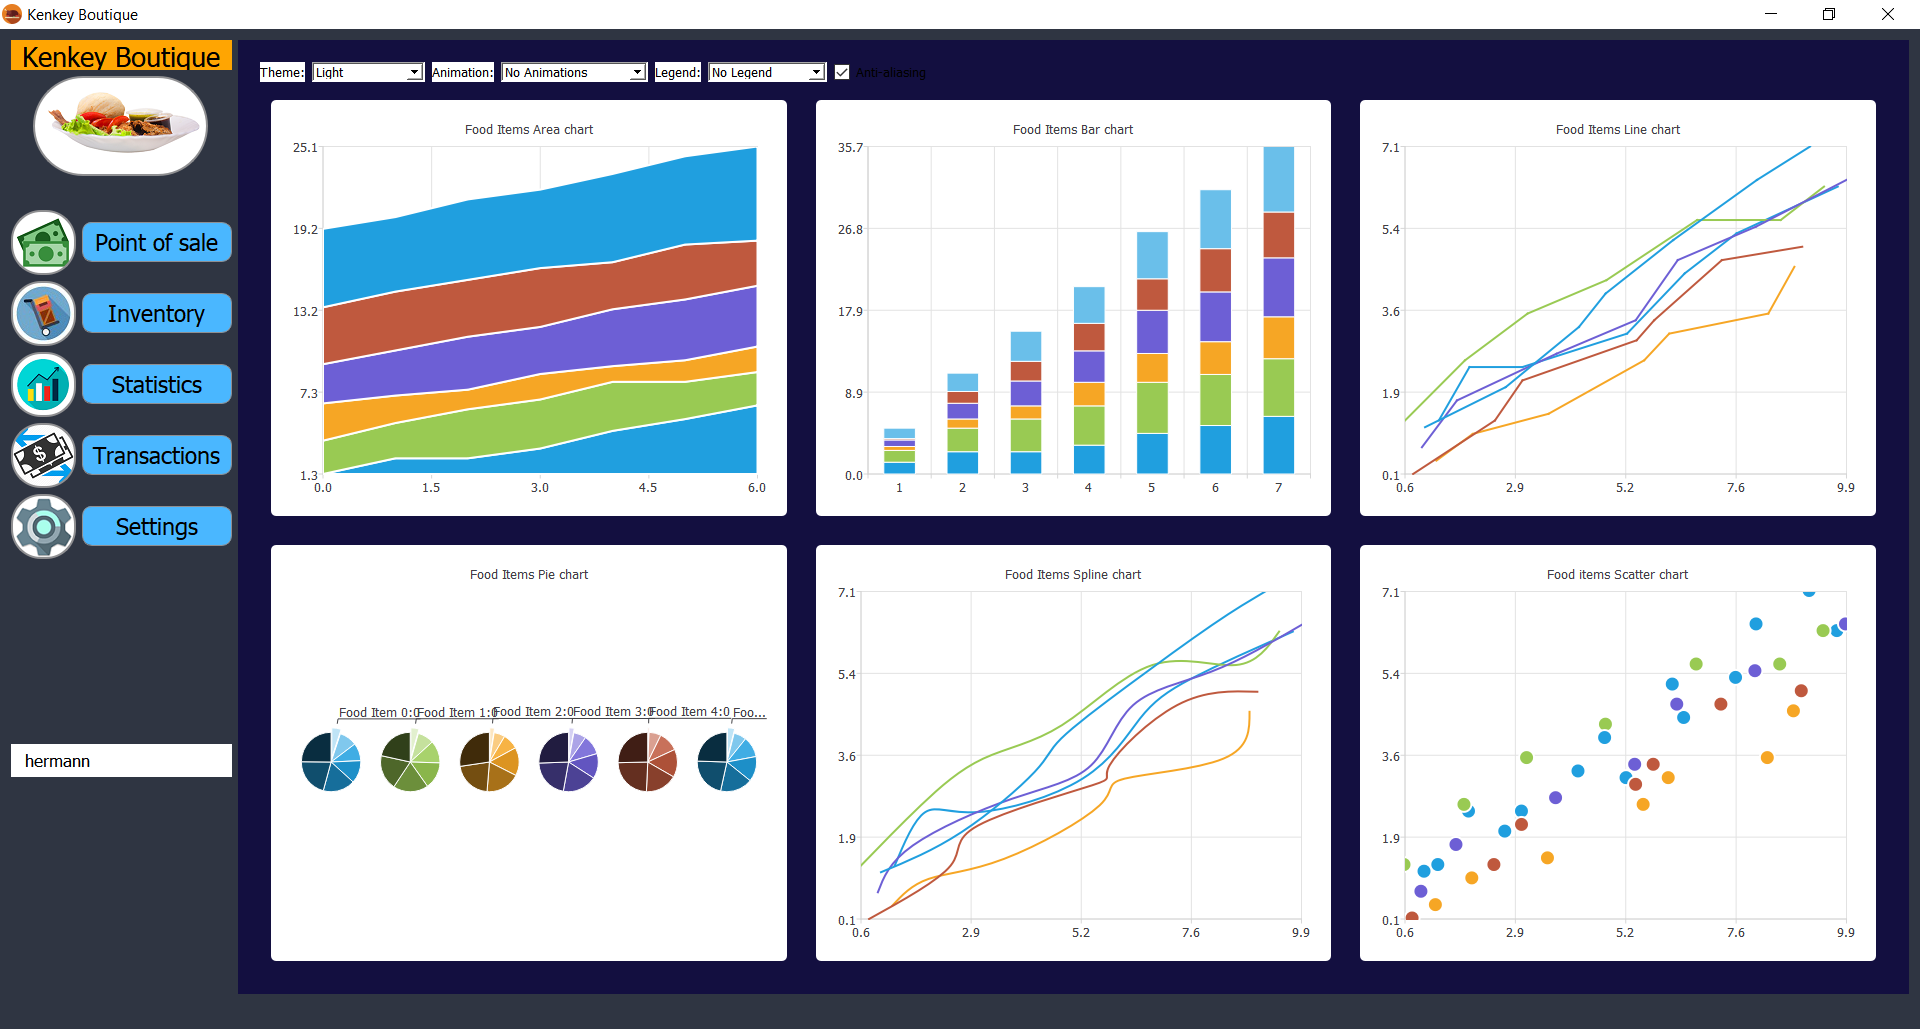 Kenkey Boutique
Kenkey Boutique
Point of sale
Inventory
Statistics
$
Transactions
Settings
hermann
Theme: Light Animation: No Animations Legend: No Legend Anti-aliasing
Food Items Area chart
25.1
19.2
13.2
7.3
1.3
0.0 1.5 3.0 4.5 6.0
Food Items Bar chart
35.7
26.8
17.9
8.9
0.0
1 2 3 4 5 6 7
Food Items Line chart
7.1
5.4
3.6
1.9
0.1
0.6 2.9 5.2 7.6 9.9
Food Items Pie chart
Food Item 0:0 Food Item 1:0 Food Item 2:0 Food Item 3:0 Food Item 4:0 Foo...
Food Items Spline chart
7.1
5.4
3.6
1.9
0.1
0.6 2.9 5.2 7.6 9.9
Food items Scatter chart
7.1
5.4
3.6
1.9
0.1
0.6 2.9 5.2 7.6 9.9